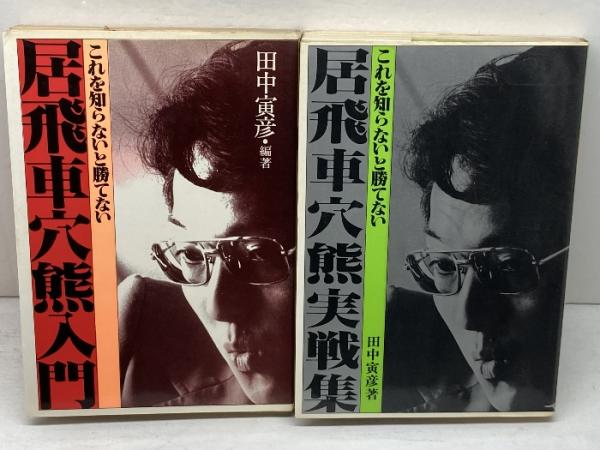 これを知らないと勝てない
居飛車穴熊入門
田中寅彦・編著
これを知らないと勝てない
居飛車穴熊実戦集
田中寅彦著